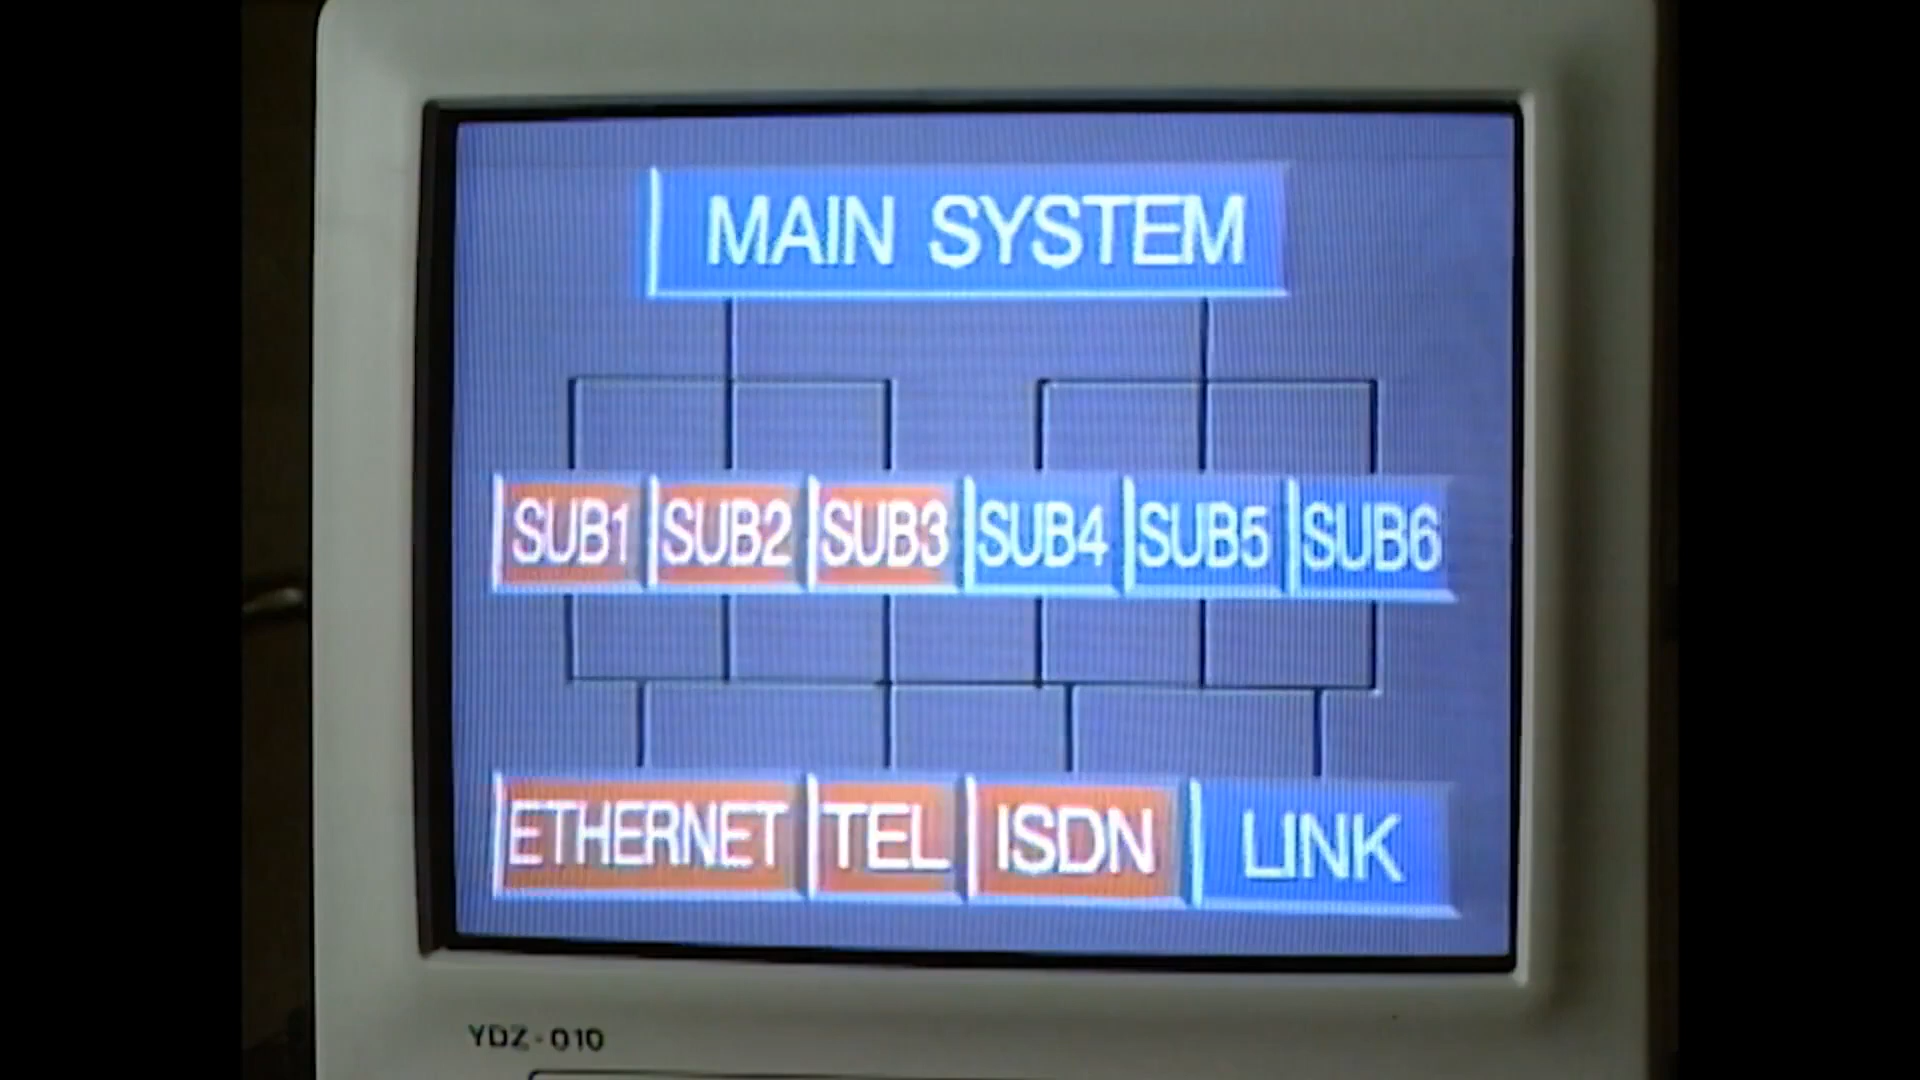 MAIN SYSTEM
SUB1 SUB2 SUB3 SUB4 SUB5 SUB6
ETHERNET TEL ISDN LINK
YDZ-010